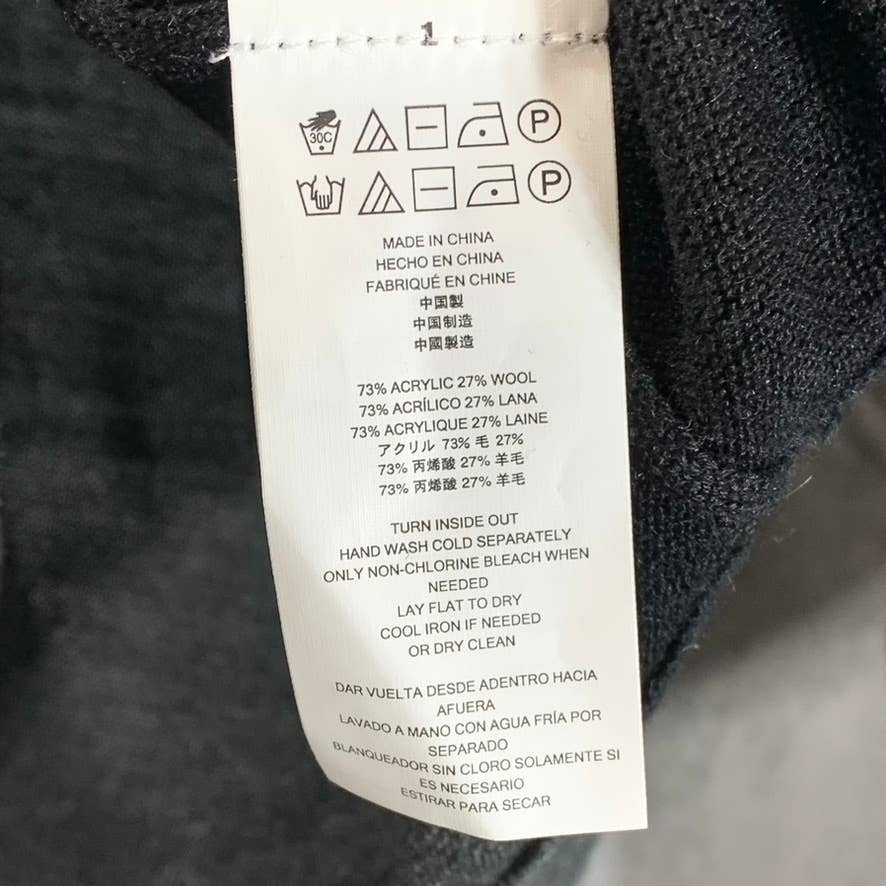 1
30C P
P
MADE IN CHINA
HECHO EN CHINA
FABRIQUÉ EN CHINE
中国製
中国制造
中國製造
73% ACRYLIC 27% WOOL
73% ACRÍLICO 27% LANA
73% ACRYLIQUE 27% LAINE
アクリル 73% 毛 27%
73% 丙烯酸 27% 羊毛
73% 丙烯酸 27% 羊毛
TURN INSIDE OUT
HAND WASH COLD SEPARATELY
ONLY NON-CHLORINE BLEACH WHEN
NEEDED
LAY FLAT TO DRY
COOL IRON IF NEEDED
OR DRY CLEAN
DAR VUELTA DESDE ADENTRO HACIA
AFUERA
LAVADO A MANO CON AGUA FRÍA POR
SEPARADO
BLANQUEADOR SIN CLORO SOLAMENTE SI
ES NECESARIO
ESTIRAR PARA SECAR